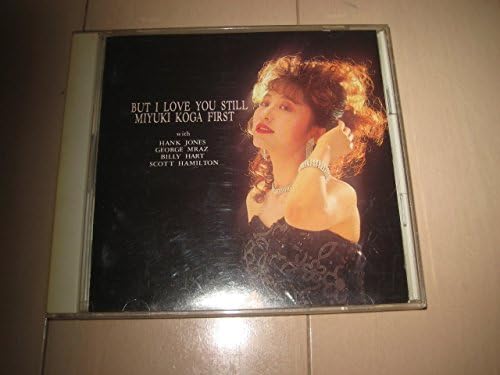 BUT I LOVE YOU STILL
MIYUKI KOGA FIRST
with
HANK JONES
GEORGE MRAZ
BILLY HART
SCOTT HAMILTON